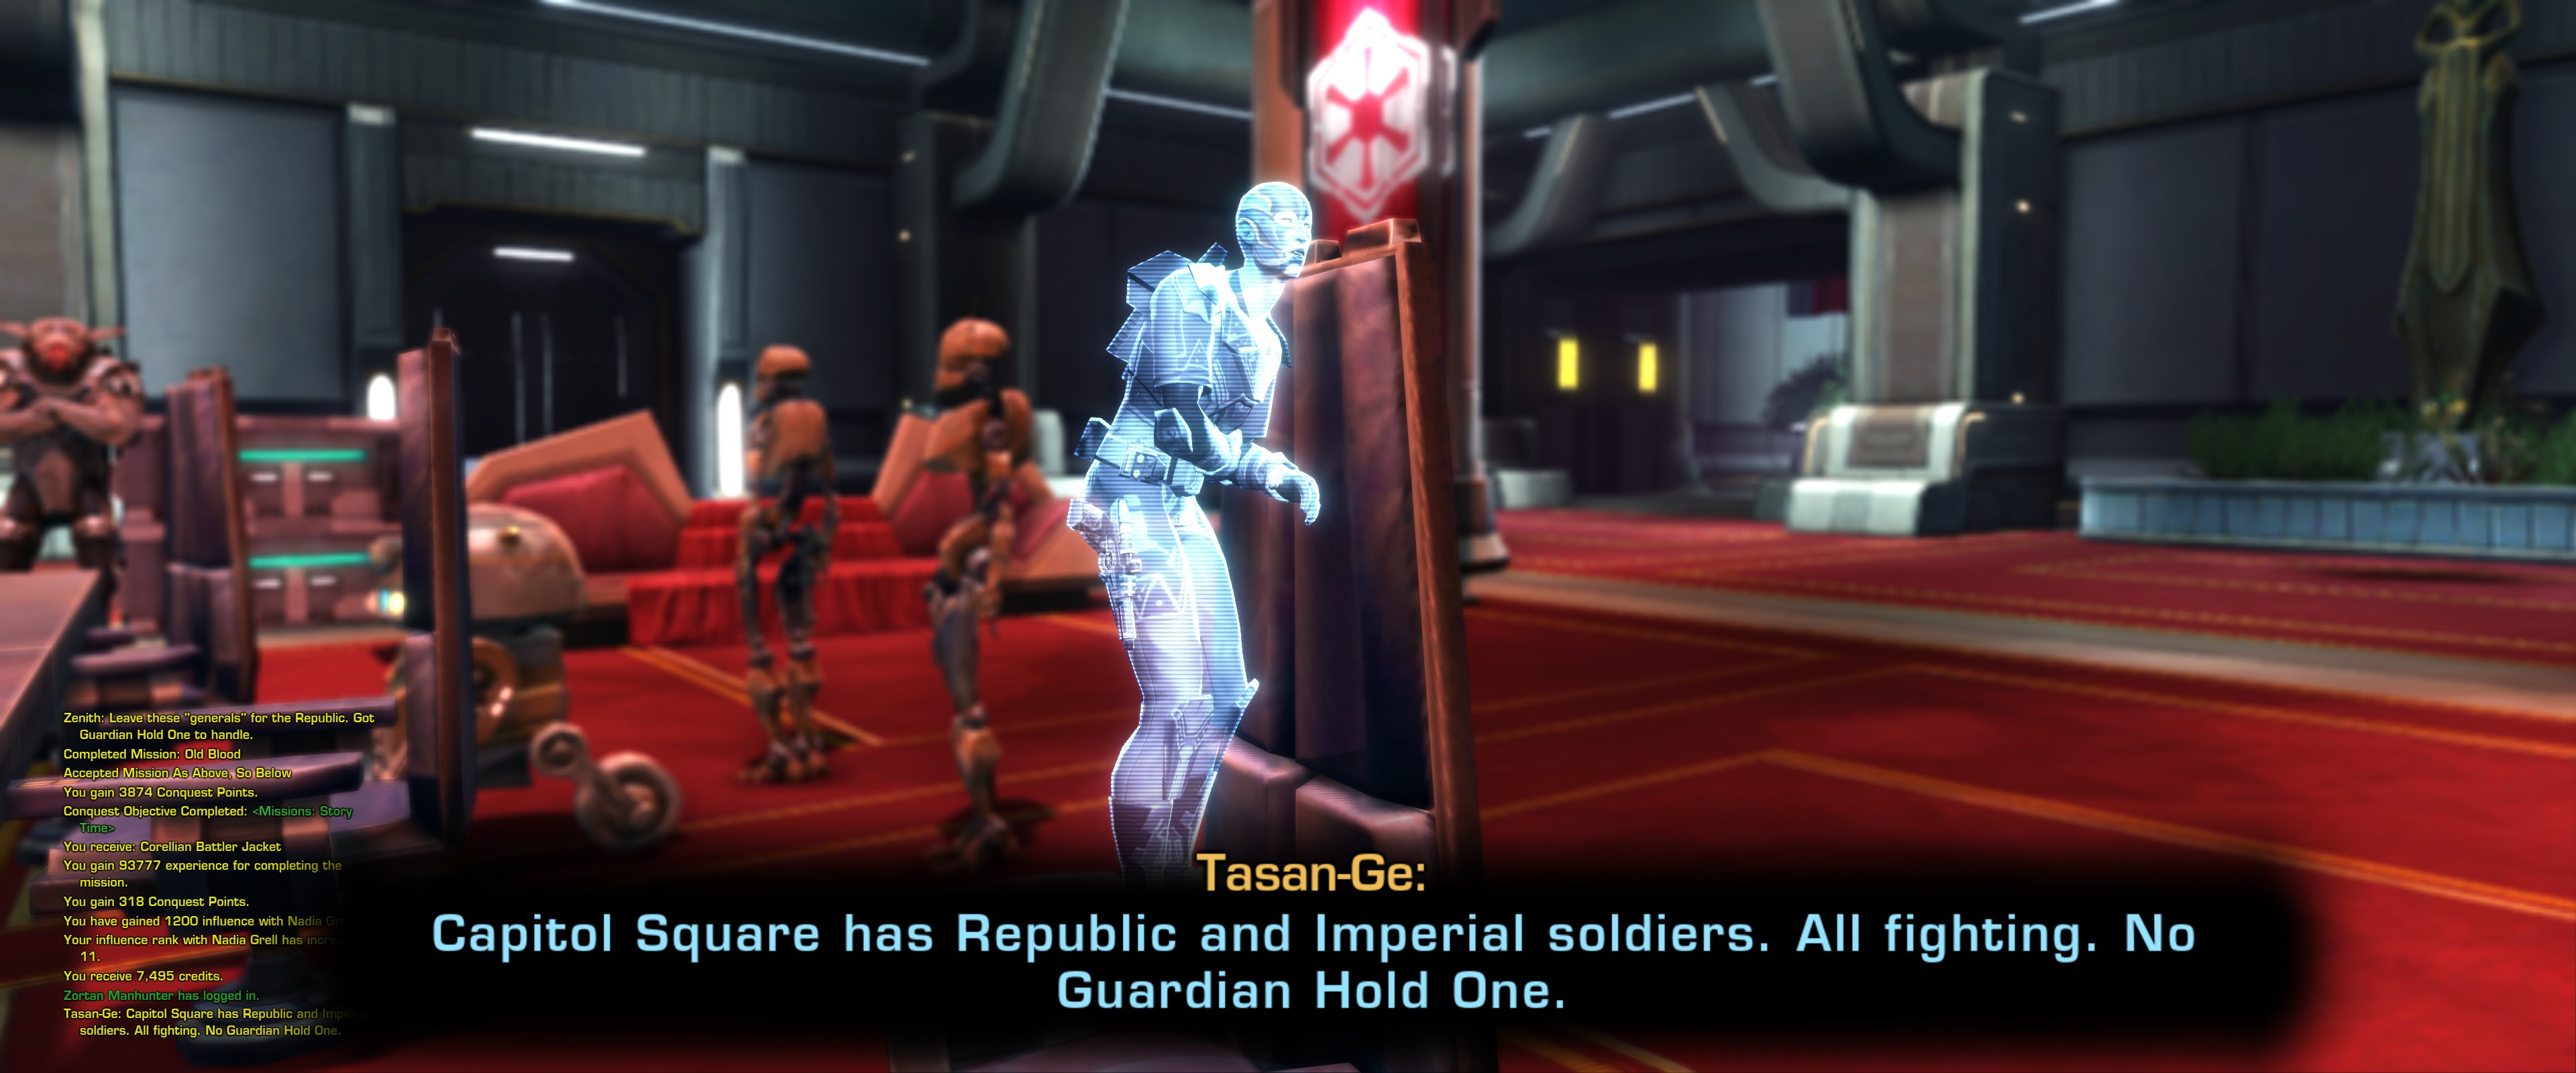 Zenith: Leave these "generals" for the Republic. Got
Guardian Hold One to handle.
Completed Mission: Old Blood
Accepted Mission As Above, So Below
You gain 3874 Conquest Points.
Conquest Objective Completed: <Missions: Story
Time>
You receive: Corellian Battler Jacket
You gain 93777 experience for completing the
mission.
You gain 318 Conquest Points.
You have gained 1200 influence with Nadia
Your influence rank with Nadia Grell has
11.
You receive 7,495 credits.
Zortan Manhunter has logged in.
Tasan-Ge: Capitol Square has Republic and
soldiers. All fighting. No Guardian Hold One.
Tasan-Ge:
Capitol Square has Republic and Imperial soldiers. All fighting. No
Guardian Hold One.